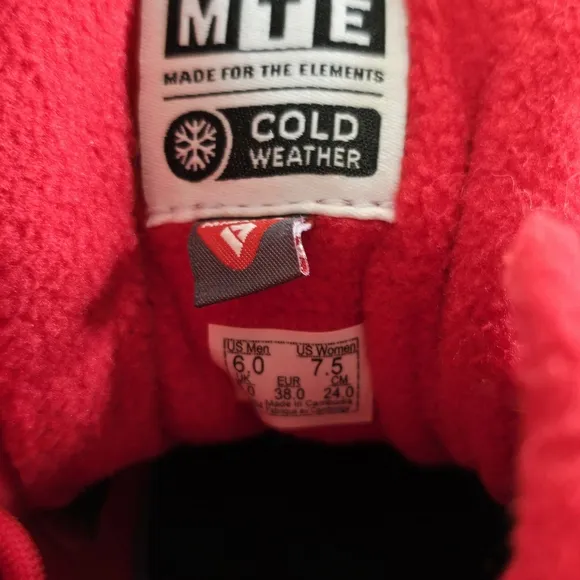 MTE
MADE FOR THE ELEMENTS
COLD
WEATHER
US Men US Women
6.0 7.5
UK EUR CM
38.0 24.0
Made in Cambodia